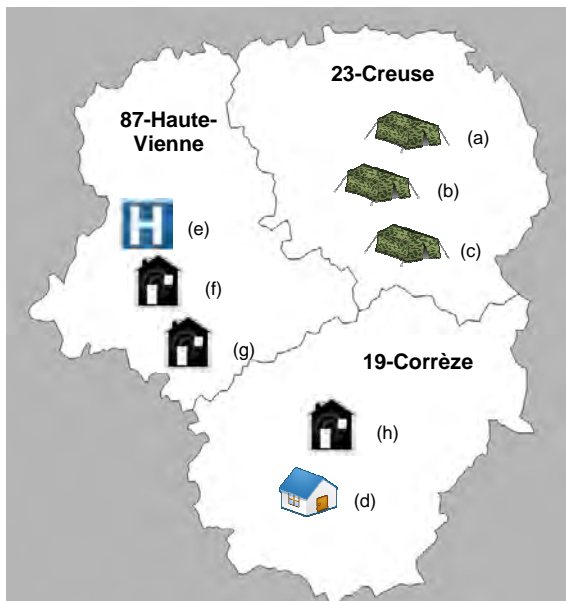 23-Creuse
87-Haute-
Vienne
(a)
(b)
(c)
H
(e)
(f)
(g)
19-Corrèze
(h)
(d)